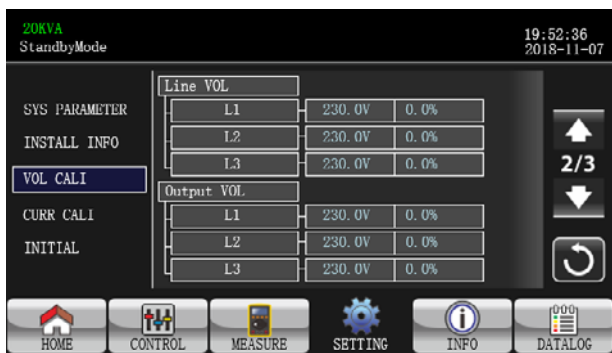 20KVA
StandbyMode
19:52:36
2018-11-07
SYS PARAMETER
INSTALL INFO
VOL CALI
CURR CALI
INITIAL
Line VOL
L1 230.0V 0.0%
L2 230.0V 0.0%
L3 230.0V 0.0%
Output VOL
L1 230.0V 0.0%
L2 230.0V 0.0%
L3 230.0V 0.0%
2/3
HOME CONTROL MEASURE SETTING INFO DATALOG